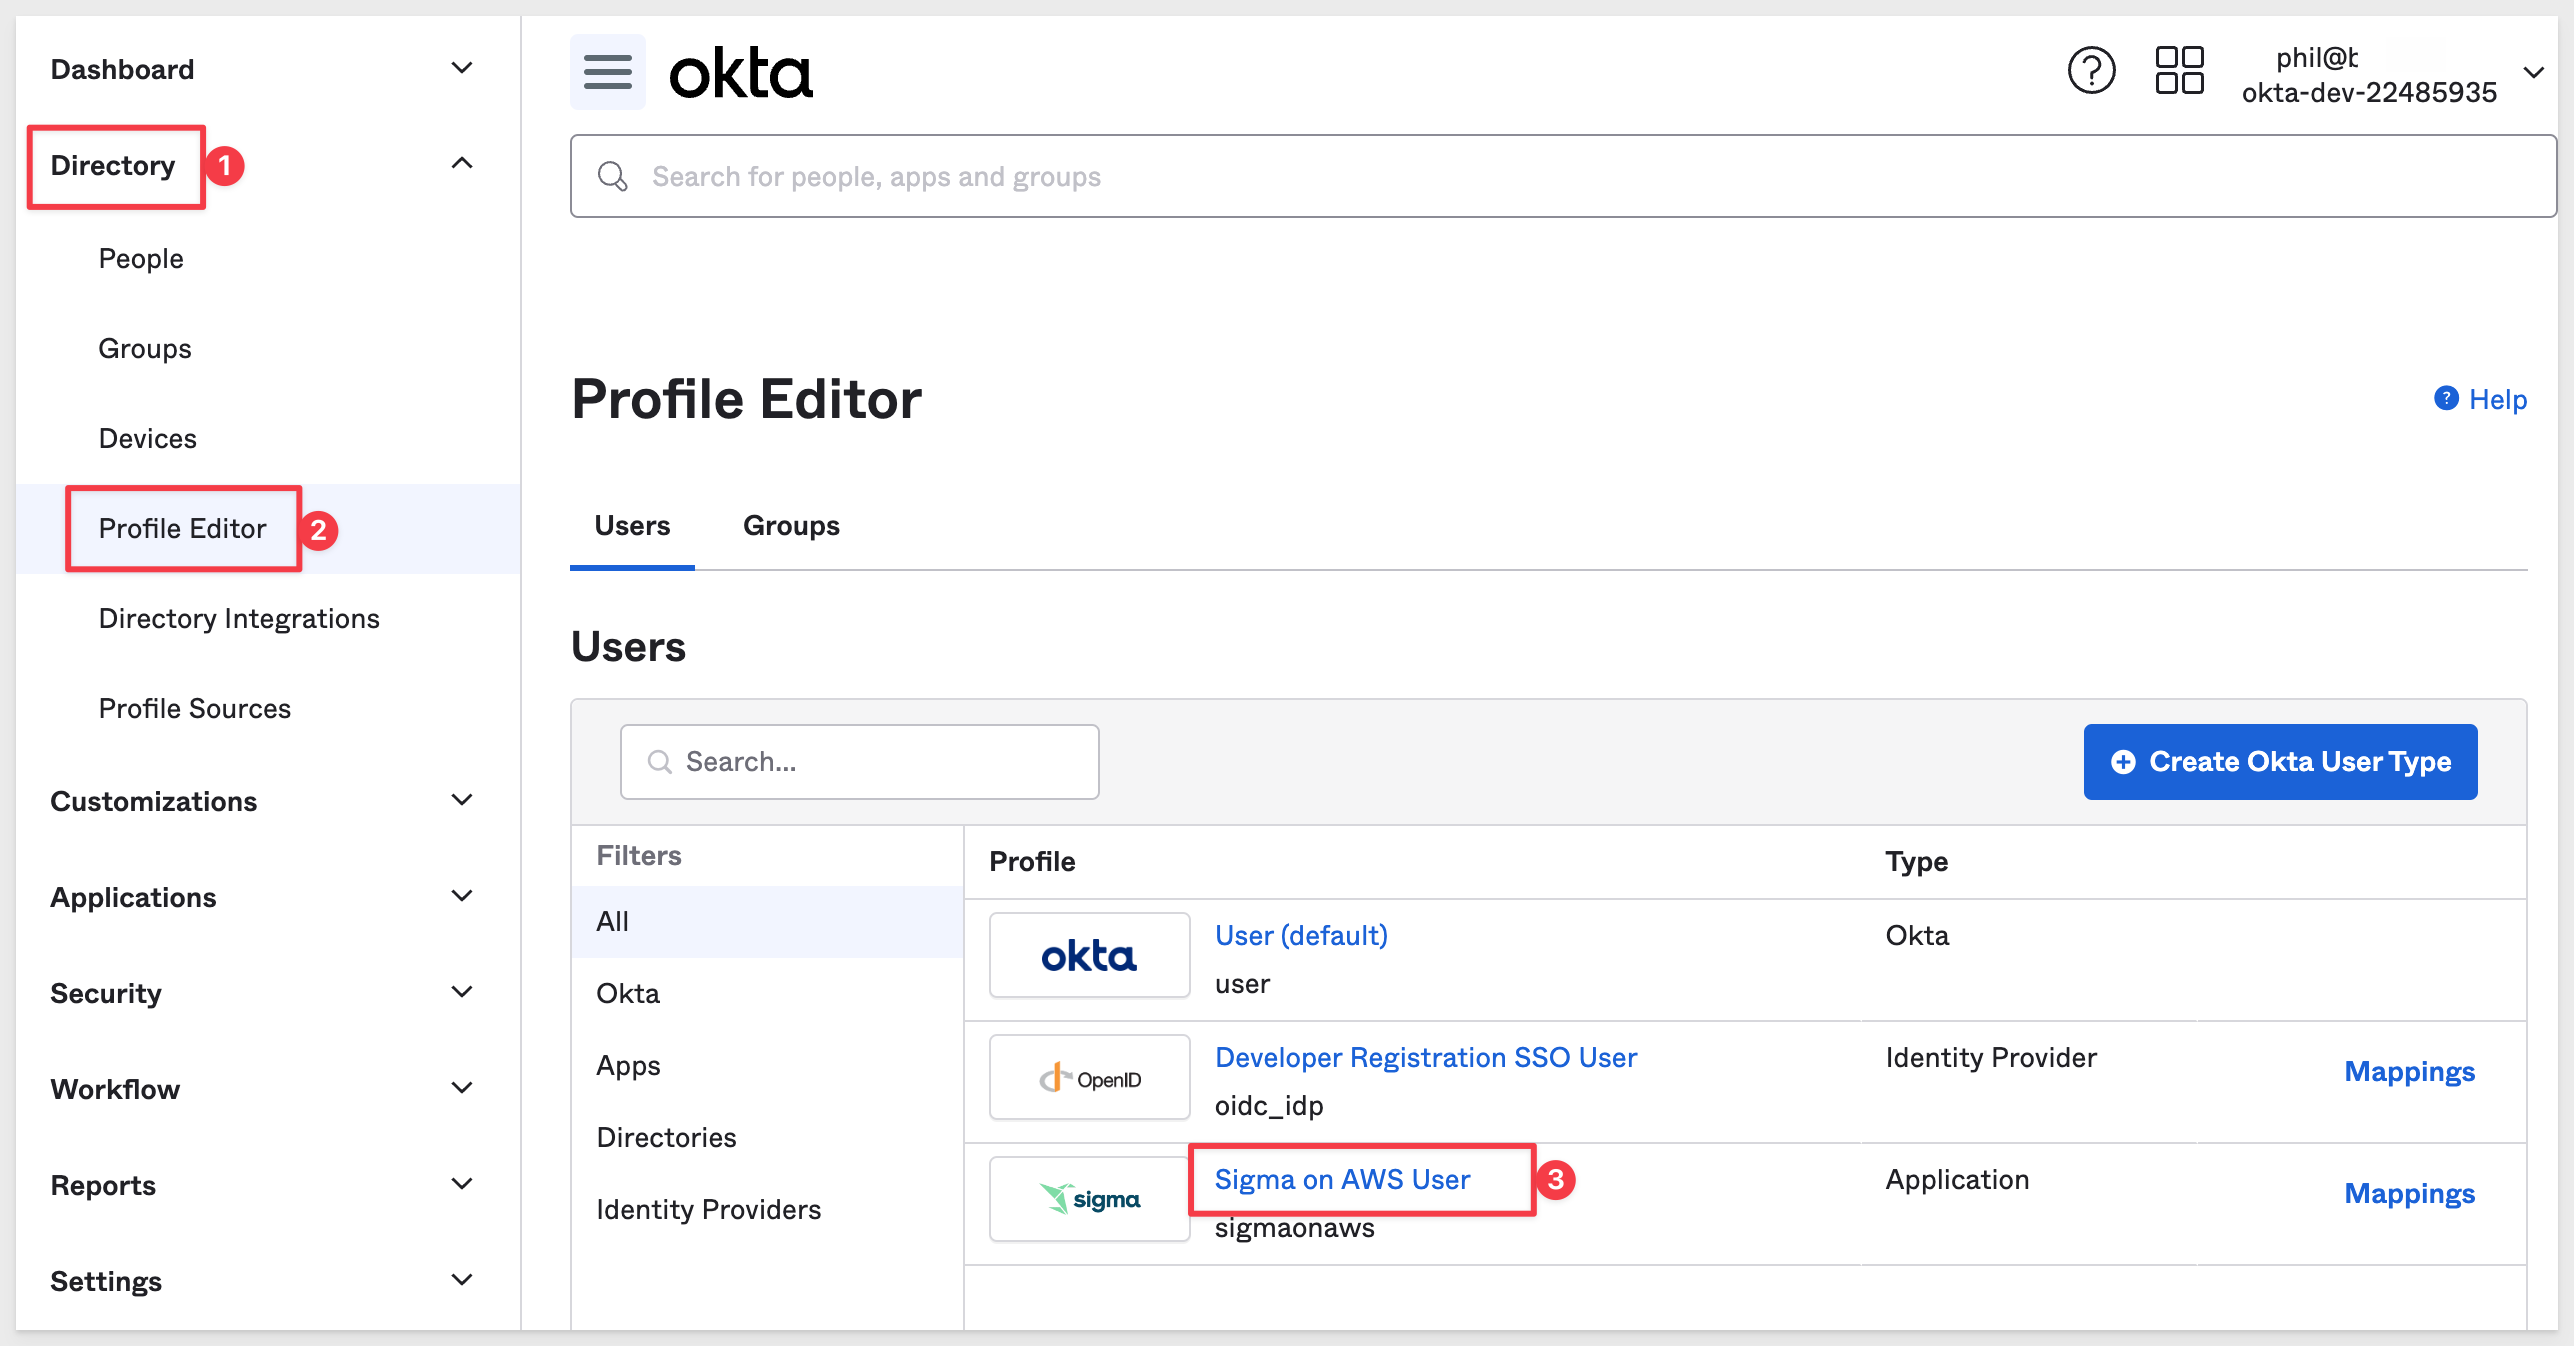 Dashboard
Directory
1
People
Groups
Devices
Profile Editor
2
Directory Integrations
Profile Sources
Customizations
Applications
Security
Workflow
Reports
Settings
okta
phil@b
okta-dev-22485935
Search for people, apps and groups
Profile Editor
? Help
Users
Groups
Users
Search...
Create Okta User Type
Filters
All
Okta
Apps
Directories
Identity Providers
Profile
Type
okta
User (default)
user
Okta
OpenID
Developer Registration SSO User
oidc_idp
Identity Provider
Mappings
sigma
Sigma on AWS User
3
sigmaonaws
Application
Mappings